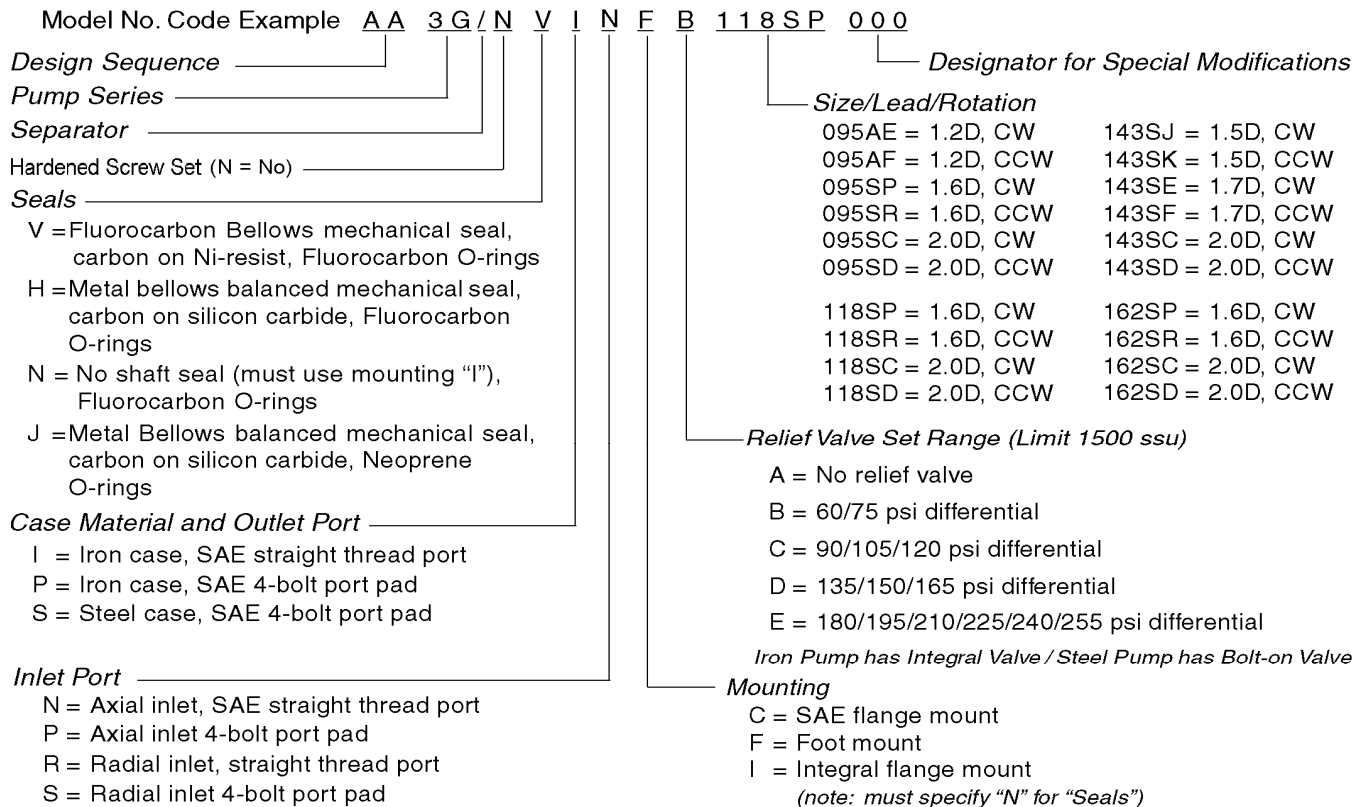 Model No. Code Example AA 3G/NVINFB118SP 000
Design Sequence
Designator for Special Modifications
Pump Series
Separator
Hardened Screw Set (N = No)
Seals
V =Fluorocarbon Bellows mechanical seal,
carbon on Ni-resist, Fluorocarbon O-rings
H =Metal bellows balanced mechanical seal,
carbon on silicon carbide, Fluorocarbon
O-rings
N = No shaft seal (must use mounting “I”),
Fluorocarbon O-rings
J =Metal Bellows balanced mechanical seal,
carbon on silicon carbide, Neoprene
O-rings
Case Material and Outlet Port
I = Iron case, SAE straight thread port
P = Iron case, SAE 4-bolt port pad
S = Steel case, SAE 4-bolt port pad
Inlet Port
N = Axial inlet, SAE straight thread port
P = Axial inlet 4-bolt port pad
R = Radial inlet, straight thread port
S = Radial inlet 4-bolt port pad
Size/Lead/Rotation
095AE = 1.2D, CW 143SJ = 1.5D, CW
095AF = 1.2D, CCW 143SK = 1.5D, CCW
095SP = 1.6D, CW 143SE = 1.7D, CW
095SR = 1.6D, CCW 143SF = 1.7D, CCW
095SC = 2.0D, CW 143SC = 2.0D, CW
095SD = 2.0D, CCW 143SD = 2.0D, CCW
118SP = 1.6D, CW 162SP = 1.6D, CW
118SR = 1.6D, CCW 162SR = 1.6D, CCW
118SC = 2.0D, CW 162SC = 2.0D, CW
118SD = 2.0D, CCW 162SD = 2.0D, CCW
Relief Valve Set Range (Limit 1500 ssu)
A = No relief valve
B = 60/75 psi differential
C = 90/105/120 psi differential
D = 135/150/165 psi differential
E = 180/195/210/225/240/255 psi differential
Iron Pump has Integral Valve / Steel Pump has Bolt-on Valve
Mounting
C = SAE flange mount
F = Foot mount
I = Integral flange mount
(note: must specify “N” for “Seals”)